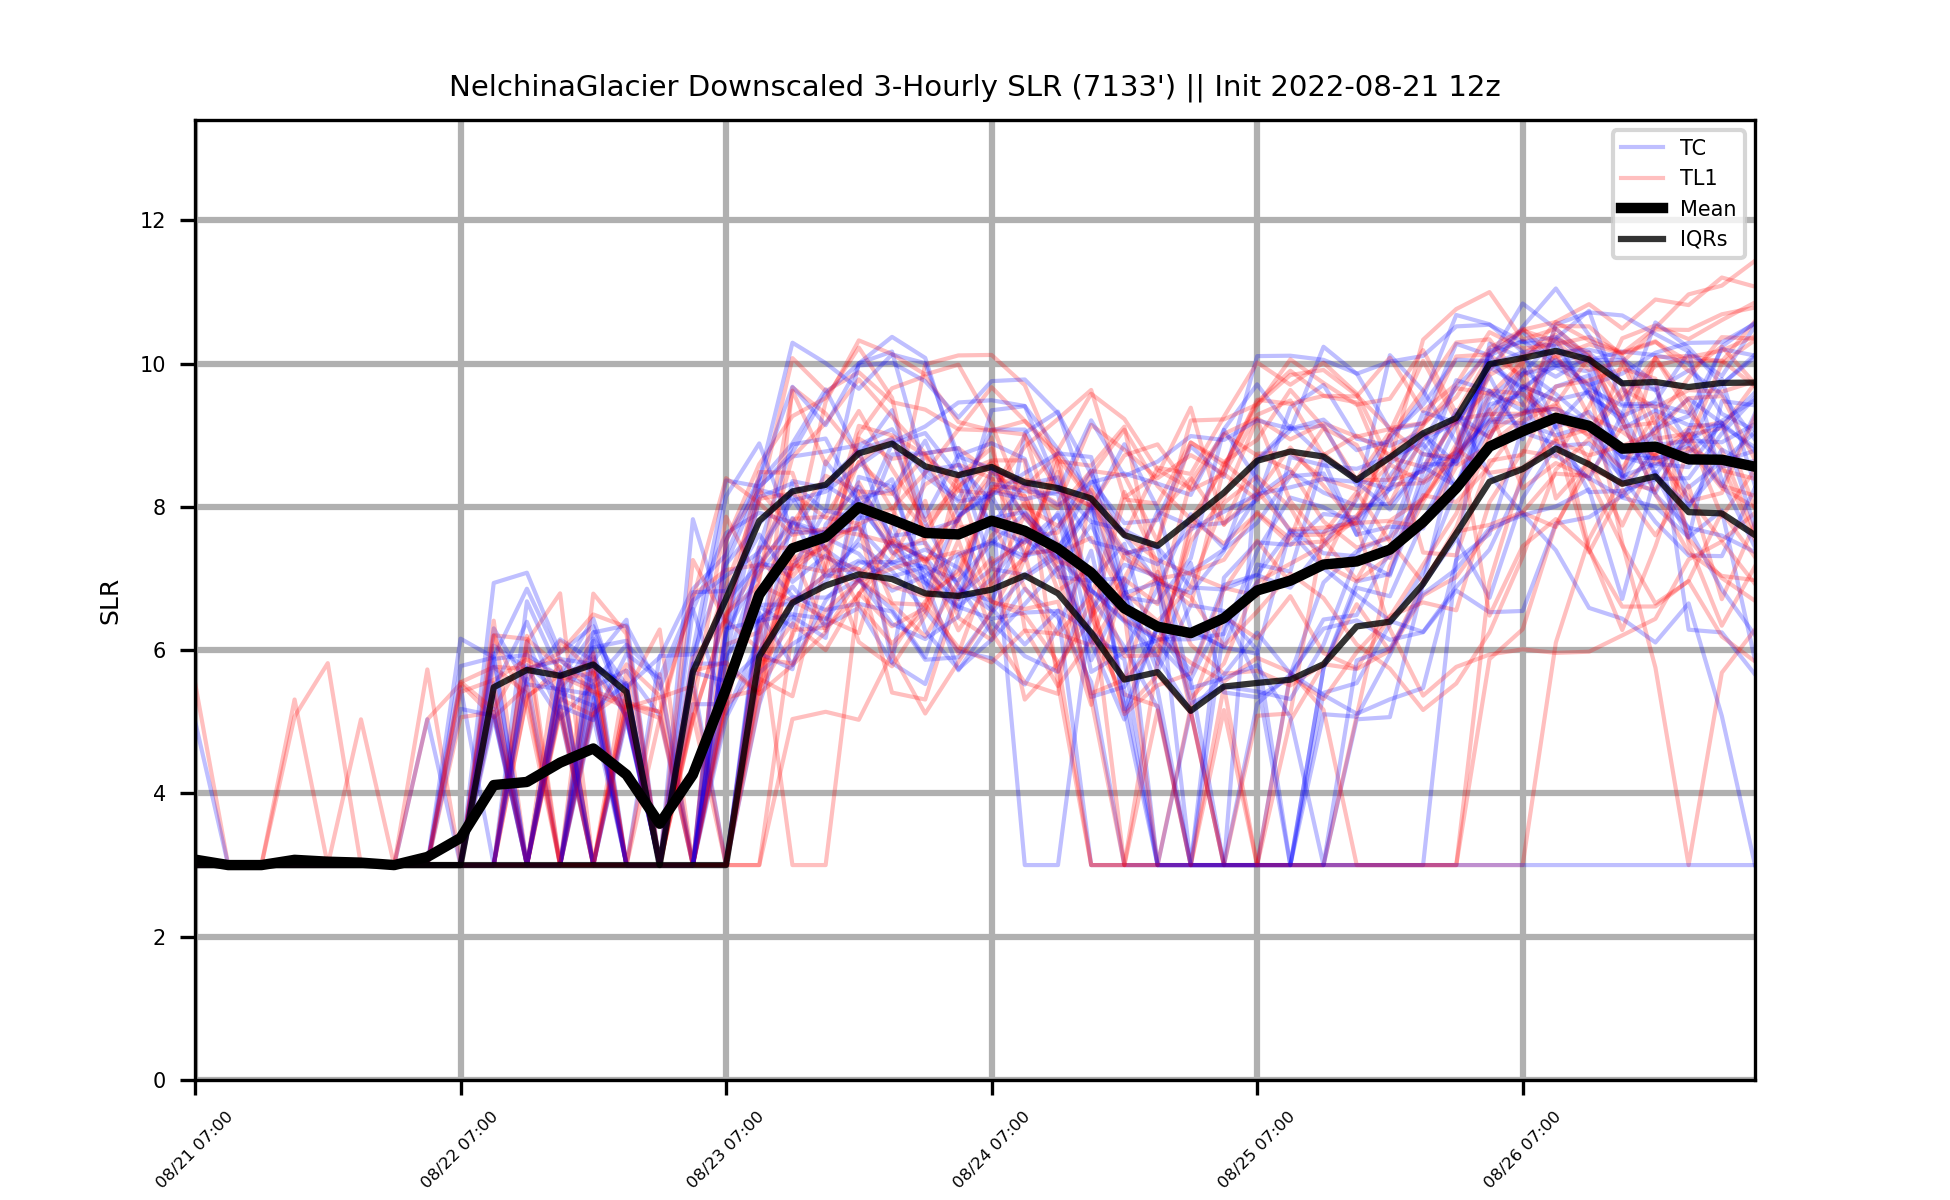 NelchinaGlacier Downscaled 3-Hourly SLR (7133') || Init 2022-08-21 12z
TC
TL1
Mean
IQRs
SLR
12
10
8
6
4
2
0
08/21 07:00
08/22 07:00
08/23 07:00
08/24 07:00
08/25 07:00
08/26 07:00